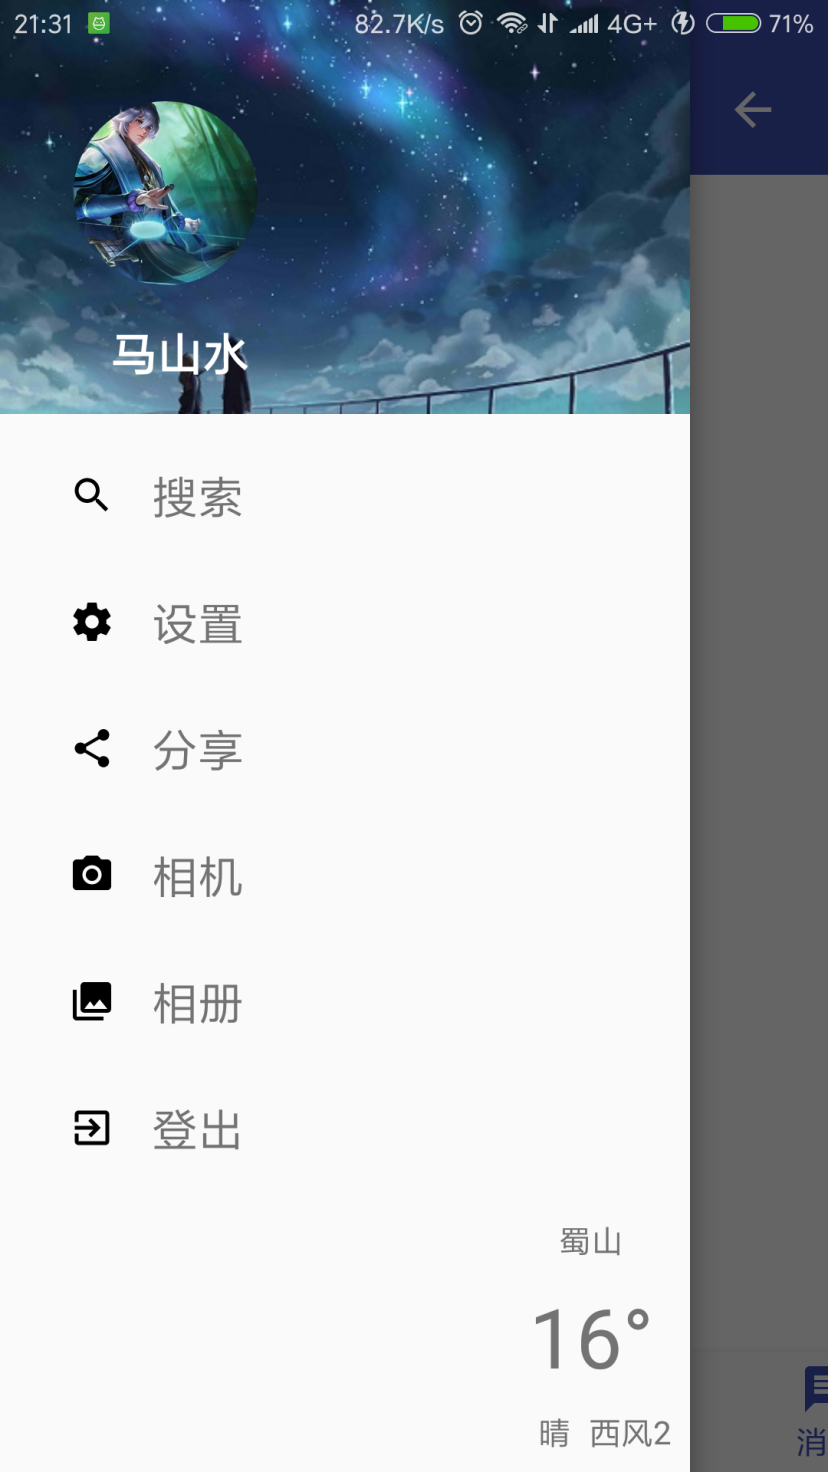 21:31 82.7K/s 4G+ 71%
马山水
搜索
设置
分享
相机
相册
登出
蜀山
16°
晴 西风2
消